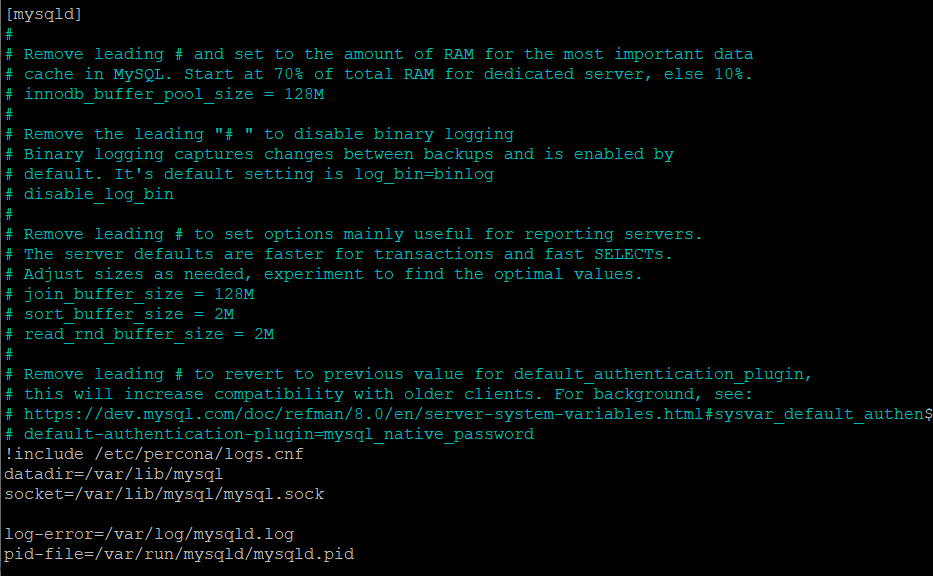 [mysqld]
#
# Remove leading # and set to the amount of RAM for the most important data
# cache in MySQL. Start at 70% of total RAM for dedicated server, else 10%.
# innodb_buffer_pool_size = 128M
#
# Remove the leading "# " to disable binary logging
# Binary logging captures changes between backups and is enabled by
# default. It's default setting is log_bin=binlog
# disable_log_bin
#
# Remove leading # to set options mainly useful for reporting servers.
# The server defaults are faster for transactions and fast SELECTs.
# Adjust sizes as needed, experiment to find the optimal values.
# join_buffer_size = 128M
# sort_buffer_size = 2M
# read_rnd_buffer_size = 2M
#
# Remove leading # to revert to previous value for default_authentication_plugin,
# this will increase compatibility with older clients. For background, see:
# https://dev.mysql.com/doc/refman/8.0/en/server-system-variables.html#sysvar_default_authen$
# default-authentication-plugin=mysql_native_password
!include /etc/percona/logs.cnf
datadir=/var/lib/mysql
socket=/var/lib/mysql/mysql.sock
log-error=/var/log/mysqld.log
pid-file=/var/run/mysqld/mysqld.pid